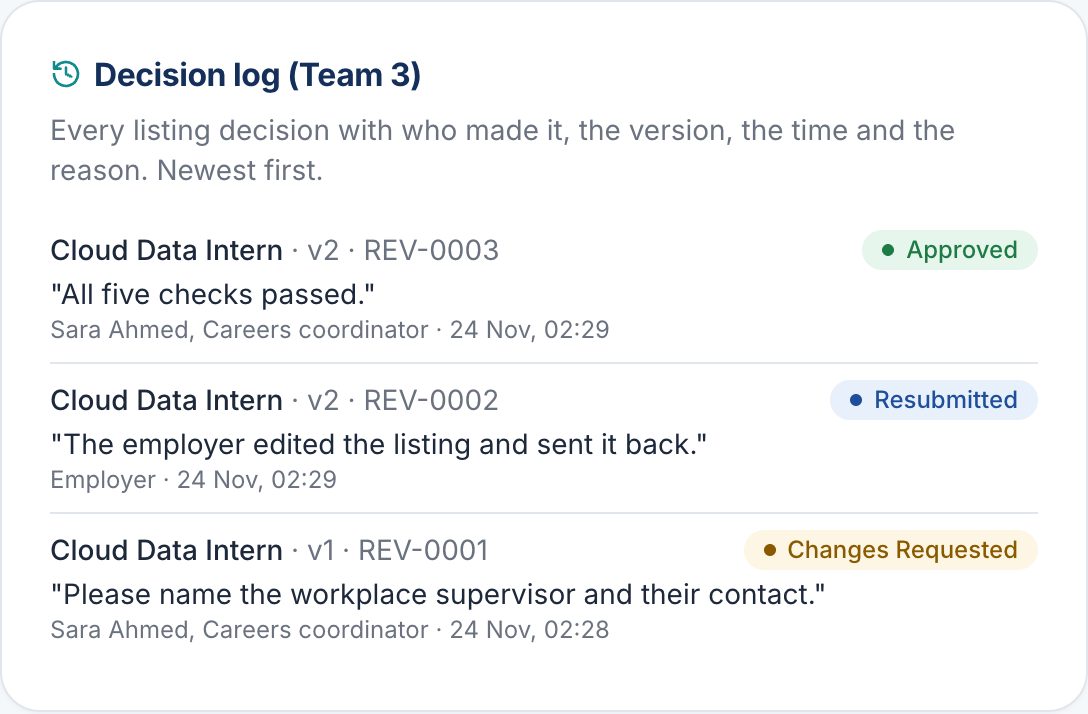 Decision log (Team 3)
Every listing decision with who made it, the version, the time and the
reason. Newest first.
Cloud Data Intern · v2 · REV-0003
Approved
"All five checks passed."
Sara Ahmed, Careers coordinator · 24 Nov, 02:29
Cloud Data Intern · v2 · REV-0002
Resubmitted
"The employer edited the listing and sent it back."
Employer · 24 Nov, 02:29
Cloud Data Intern · v1 · REV-0001
Changes Requested
"Please name the workplace supervisor and their contact."
Sara Ahmed, Careers coordinator · 24 Nov, 02:28